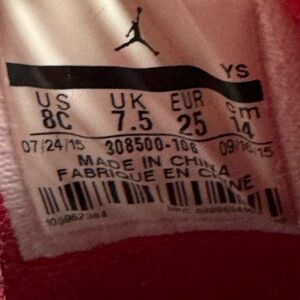 YS
US UK EUR cm
8C 7.5 25 14
07/24/15 308500-106 09/16/15
MADE IN CHINA
FABRIQUE EN CHINE